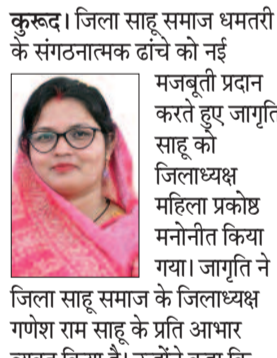 कुरूद। जिला साहू समाज धमतरी
के संगठनात्मक ढांचे को नई
मजबूती प्रदान
करते हुए जागृति
साहू को
जिलाध्यक्ष
महिला प्रकोष्ठ
मनोनीत किया
गया। जागृति ने
जिला साहू समाज के जिलाध्यक्ष
गणेश राम साहू के प्रति आभार